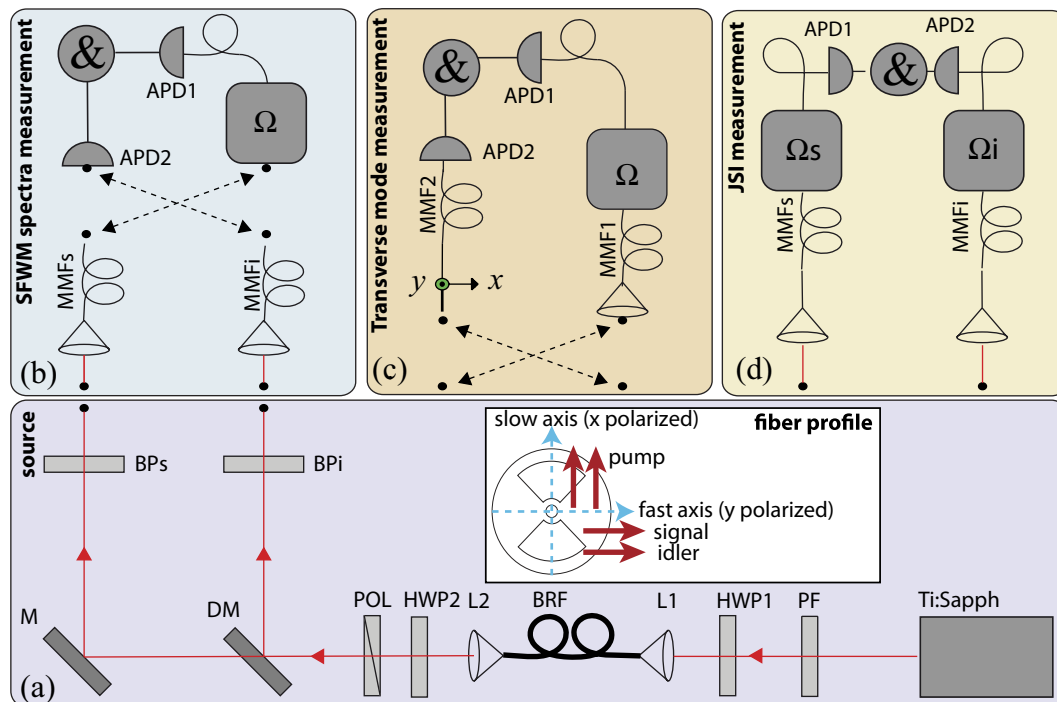 SFWM spectra measurement
&
APD1
Ω
APD2
MMFs
MMFi
(b)
Transverse mode measurement
&
APD1
APD2
Ω
MMF2
MMF1
y
x
(c)
JSI measurement
APD1
APD2
&
Ωs
Ωi
MMFs
MMFi
(d)
source
BPs
BPi
fiber profile
slow axis (x polarized)
pump
fast axis (y polarized)
signal
idler
M
DM
POL
HWP2
L2
BRF
L1
HWP1
PF
Ti:Sapph
(a)